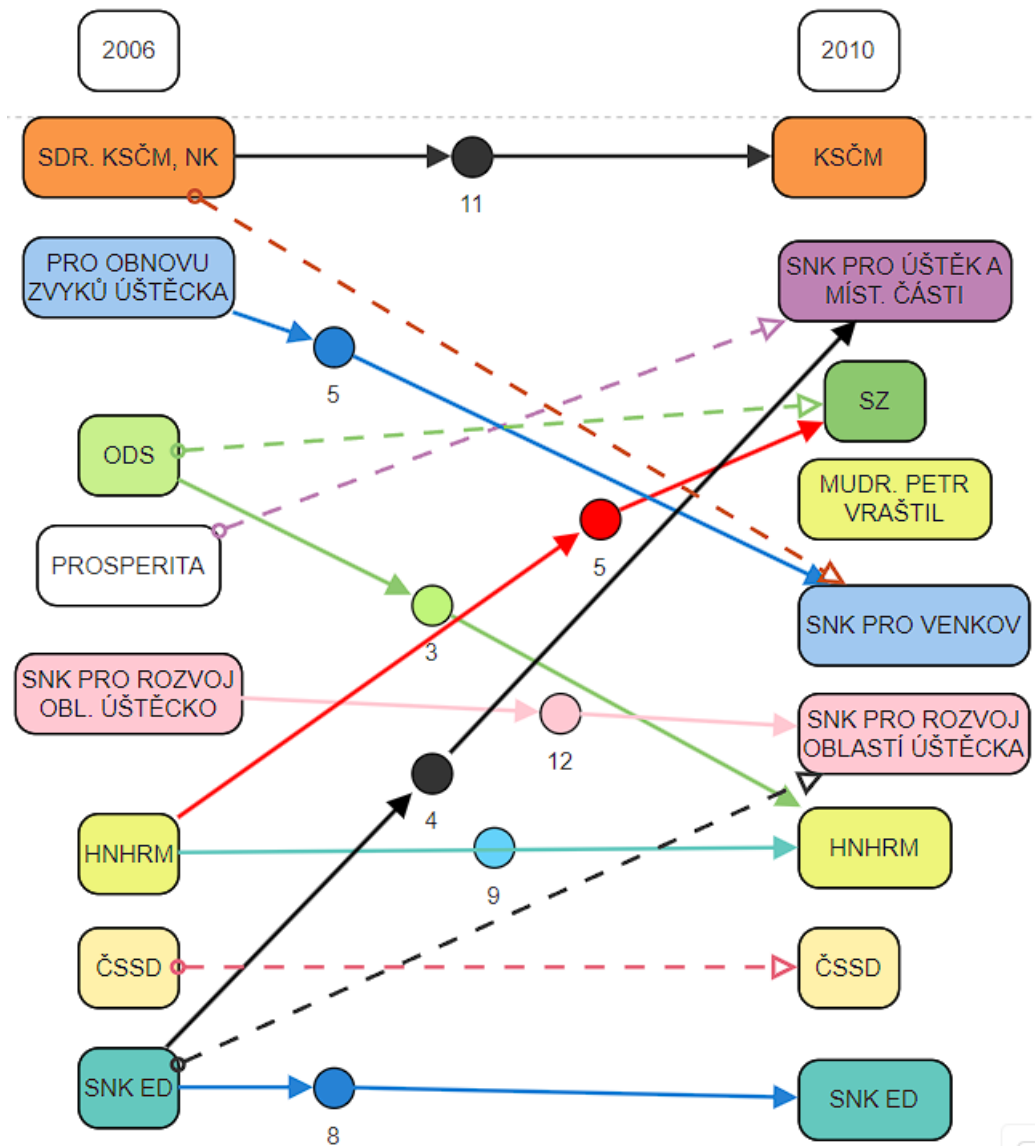 2006
2010
SDR. KSČM, NK
11
KSČM
PRO OBNOVU
ZVYKŮ ÚŠTĚCKA
5
SNK PRO ÚŠTĚK A
MÍST. ČÁSTI
ODS
SZ
PROSPERITA
5
MUDR. PETR
VRAŠTIL
3
SNK PRO VENKOV
SNK PRO ROZVOJ
OBL. ÚŠTĚCKO
12
SNK PRO ROZVOJ
OBLASTÍ ÚŠTĚCKA
4
HNHRM
9
HNHRM
ČSSD
ČSSD
SNK ED
8
SNK ED